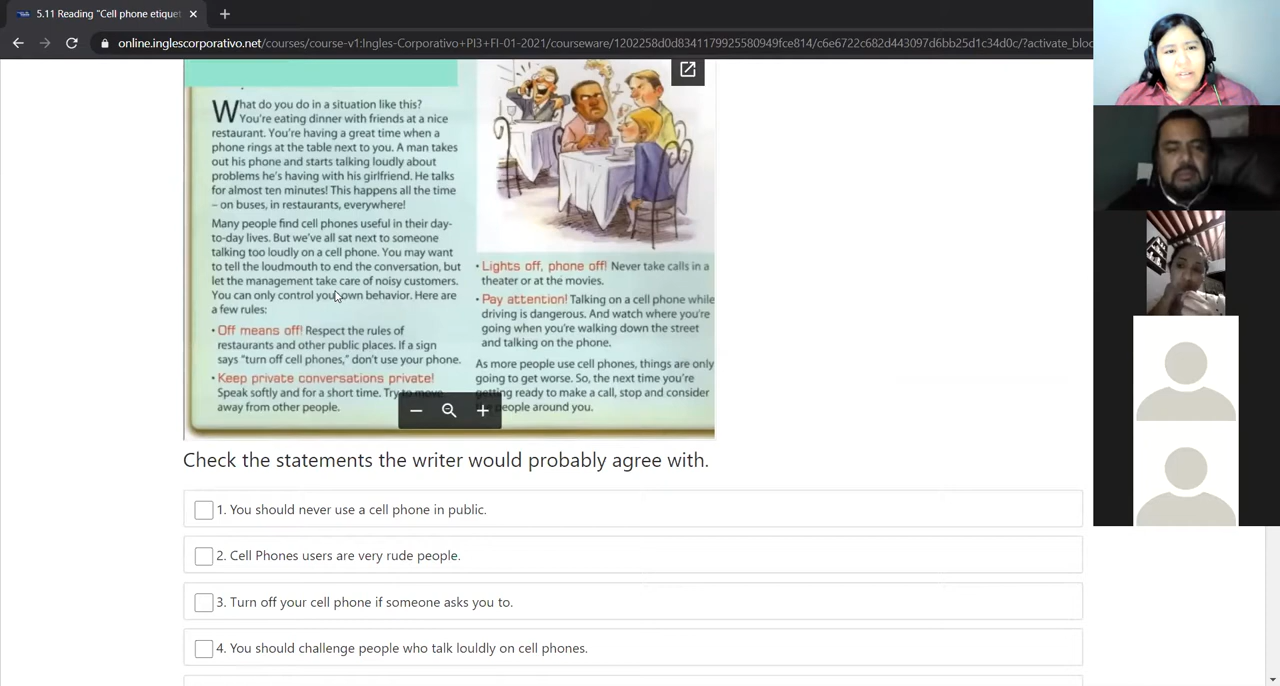 5.11 Reading "Cell phone etiquet
online.inglescorporativo.net/courses/course-v1:Ingles-Corporativo+PI3+FI-01-2021/courseware/1202258d0d8341179925580949fce814/c6e6722c682d443097d6bb25d1c34d0c/?activate_bloc
What do you do in a situation like this?
You're eating dinner with friends at a nice
restaurant. You're having a great time when a
phone rings at the table next to you. A man takes
out his phone and starts talking loudly about
problems he's having with his girlfriend. He talks
for almost ten minutes! This happens all the time
– on buses, in restaurants, everywhere!
Many people find cell phones useful in their day-
to-day lives. But we've all sat next to someone
talking too loudly on a cell phone. You may want
to tell the loudmouth to end the conversation, but
let the management take care of noisy customers.
You can only control your own behavior. Here are
a few rules:
• Off means off! Respect the rules of
restaurants and other public places. If a sign
says "turn off cell phones," don't use your phone.
• Keep private conversations private!
Speak softly and for a short time. Try to move
away from other people.
• Lights off, phone off! Never take calls in a
theater or at the movies.
• Pay attention! Talking on a cell phone while
driving is dangerous. And watch where you're
going when you're walking down the street
and talking on the phone.
As more people use cell phones, things are only
going to get worse. So, the next time you're
getting ready to make a call, stop and consider
people around you.
Check the statements the writer would probably agree with.
1. You should never use a cell phone in public.
2. Cell Phones users are very rude people.
3. Turn off your cell phone if someone asks you to.
4. You should challenge people who talk louldly on cell phones.